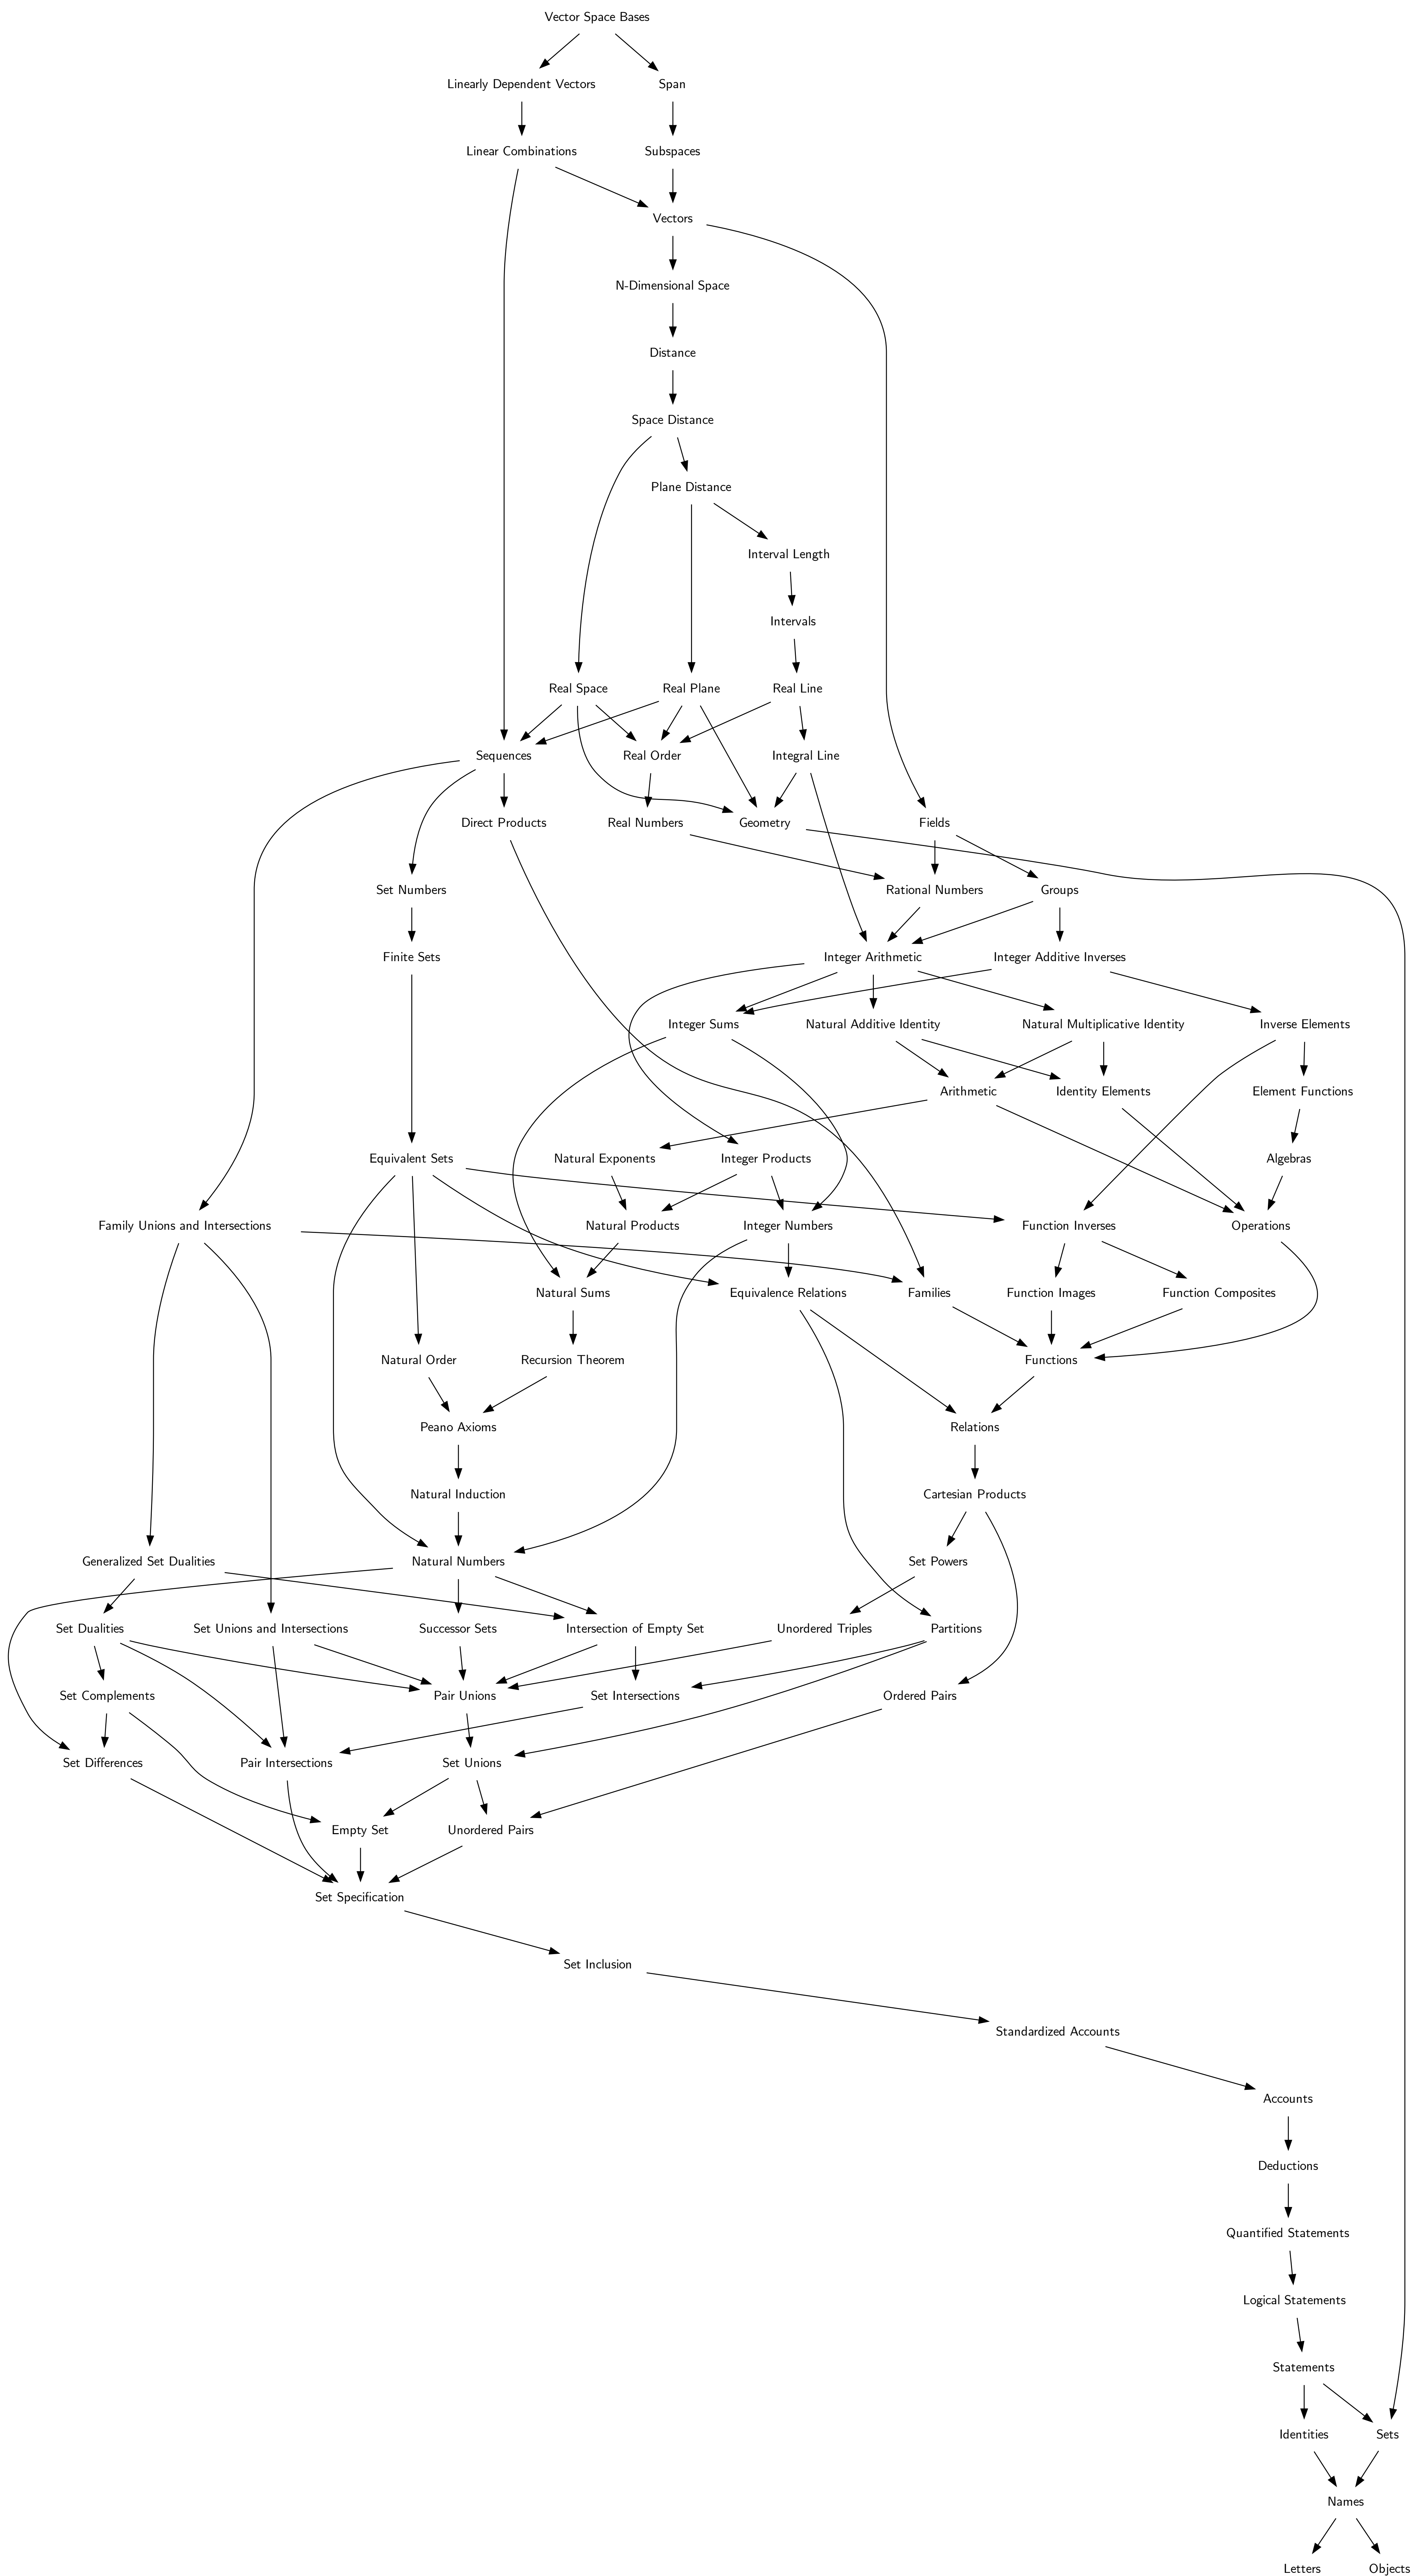 Vector Space Bases
Linearly Dependent Vectors
Span
Linear Combinations
Subspaces
Vectors
N-Dimensional Space
Distance
Space Distance
Plane Distance
Interval Length
Intervals
Real Space
Real Plane
Real Line
Sequences
Real Order
Integral Line
Direct Products
Real Numbers
Geometry
Fields
Set Numbers
Rational Numbers
Groups
Finite Sets
Integer Arithmetic
Integer Additive Inverses
Integer Sums
Natural Additive Identity
Natural Multiplicative Identity
Inverse Elements
Arithmetic
Identity Elements
Element Functions
Equivalent Sets
Natural Exponents
Integer Products
Algebras
Family Unions and Intersections
Natural Products
Integer Numbers
Function Inverses
Operations
Natural Sums
Equivalence Relations
Families
Function Images
Function Composites
Natural Order
Recursion Theorem
Functions
Peano Axioms
Relations
Natural Induction
Cartesian Products
Generalized Set Dualities
Natural Numbers
Set Powers
Set Dualities
Set Unions and Intersections
Successor Sets
Intersection of Empty Set
Unordered Triples
Partitions
Set Complements
Pair Unions
Set Intersections
Ordered Pairs
Set Differences
Pair Intersections
Set Unions
Empty Set
Unordered Pairs
Set Specification
Set Inclusion
Standardized Accounts
Accounts
Deductions
Quantified Statements
Logical Statements
Statements
Identities
Sets
Names
Letters
Objects